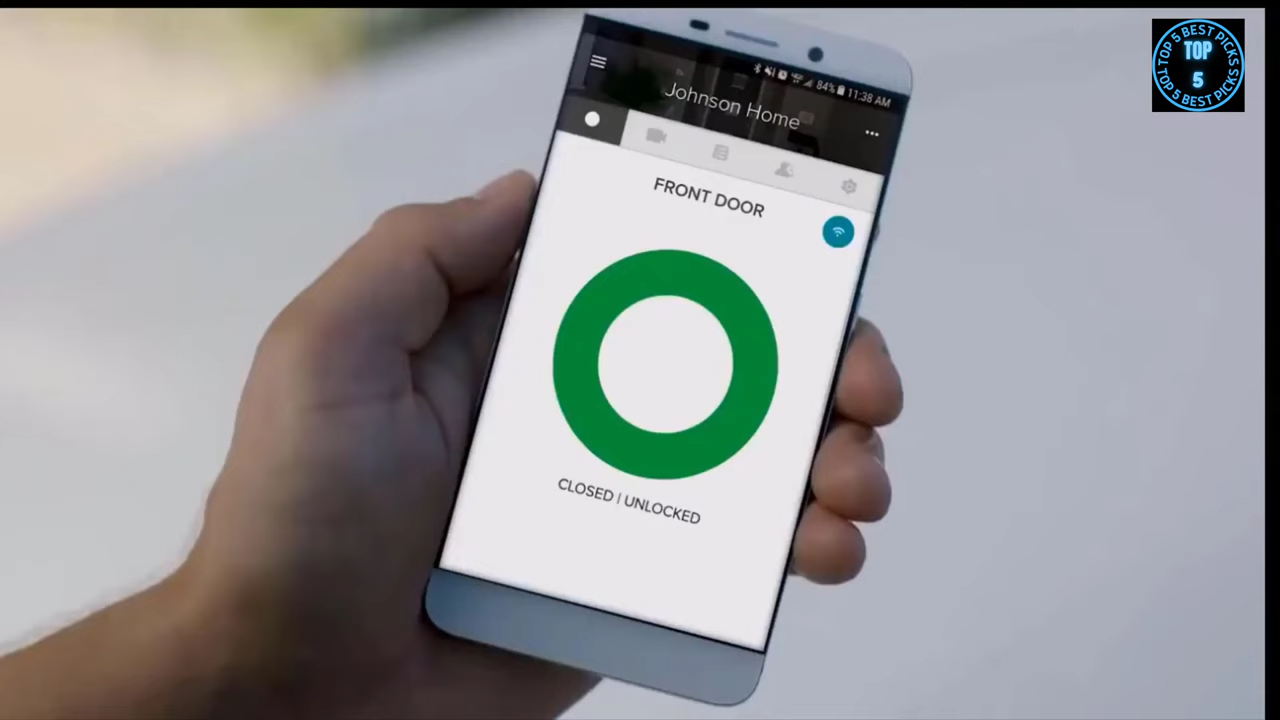 84% 11:38 AM
Johnson Home
FRONT DOOR
CLOSED | UNLOCKED
TOP 5 BEST PICKS
TOP
5
TOP 5 BEST PICKS